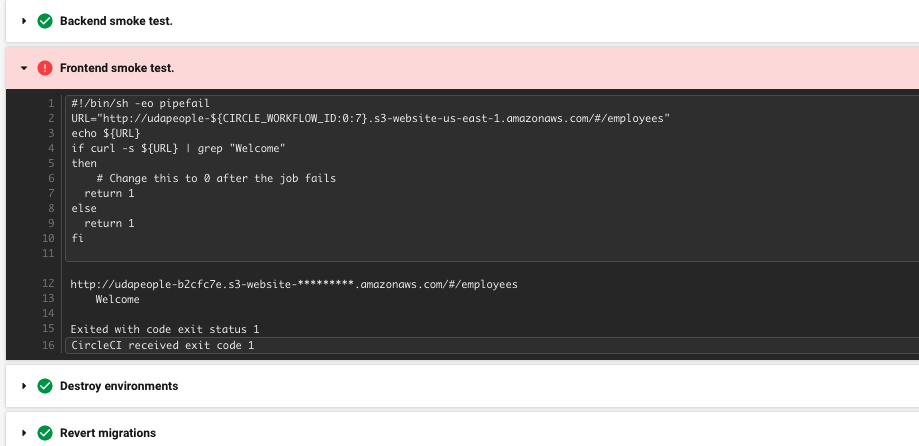 Backend smoke test.
Frontend smoke test.
1 #!/bin/sh -eo pipefail
2 URL="http://udapeople-${CIRCLE_WORKFLOW_ID:0:7}.s3-website-us-east-1.amazonaws.com/#/employees"
3 echo ${URL}
4 if curl -s ${URL} | grep "Welcome"
5 then
6     # Change this to 0 after the job fails
7   return 1
8 else
9   return 1
10 fi
11
12 http://udapeople-b2cfc7e.s3-website-*********.amazonaws.com/#/employees
13     Welcome
14
15 Exited with code exit status 1
16 CircleCI received exit code 1
Destroy environments
Revert migrations